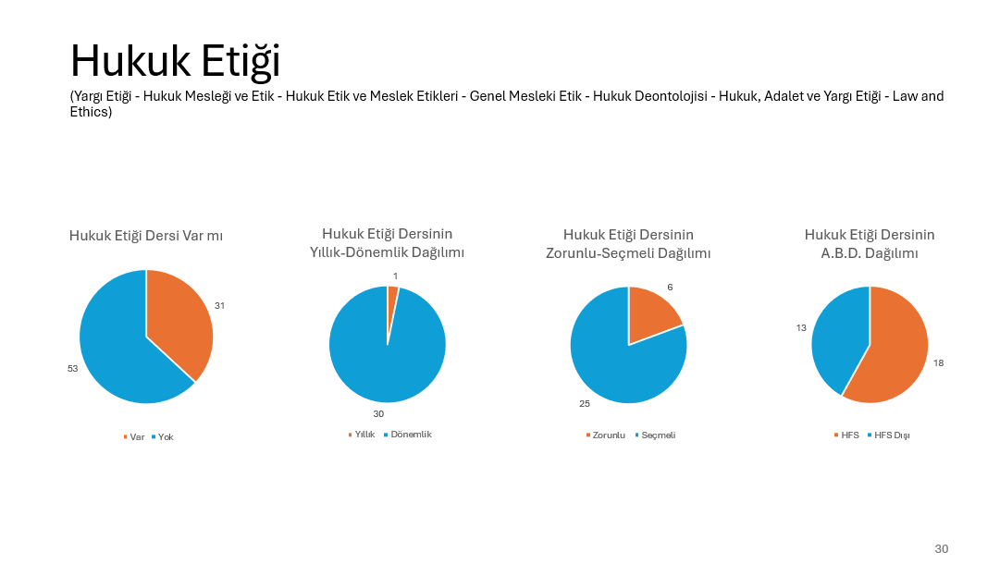 Hukuk Etiği
(Yargı Etiği - Hukuk Mesleği ve Etik - Hukuk Etik ve Meslek Etikleri - Genel Mesleki Etik - Hukuk Deontolojisi - Hukuk, Adalet ve Yargı Etiği - Law and
Ethics)
Hukuk Etiği Dersi Var mı
31
53
Var Yok
Hukuk Etiği Dersinin
Yıllık-Dönemlik Dağılımı
1
30
Yıllık Dönemlik
Hukuk Etiği Dersinin
Zorunlu-Seçmeli Dağılımı
6
25
Zorunlu Seçmeli
Hukuk Etiği Dersinin
A.B.D. Dağılımı
13
18
HFS HFS Dışı
30